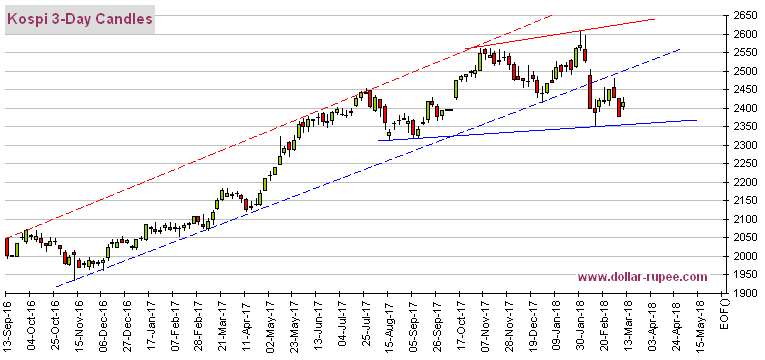 Kospi 3-Day Candles
2650
2600
2550
2500
2450
2400
2350
2300
2250
2200
2150
2100
2050
2000
1950
1900
www.dollar-rupee.com
13-Sep-16
04-Oct-16
25-Oct-16
15-Nov-16
06-Dec-16
27-Dec-16
17-Jan-17
07-Feb-17
28-Feb-17
21-Mar-17
11-Apr-17
02-May-17
23-May-17
13-Jun-17
04-Jul-17
25-Jul-17
15-Aug-17
05-Sep-17
26-Sep-17
17-Oct-17
07-Nov-17
28-Nov-17
19-Dec-17
09-Jan-18
30-Jan-18
20-Feb-18
13-Mar-18
03-Apr-18
24-Apr-18
15-May-18
EOF()